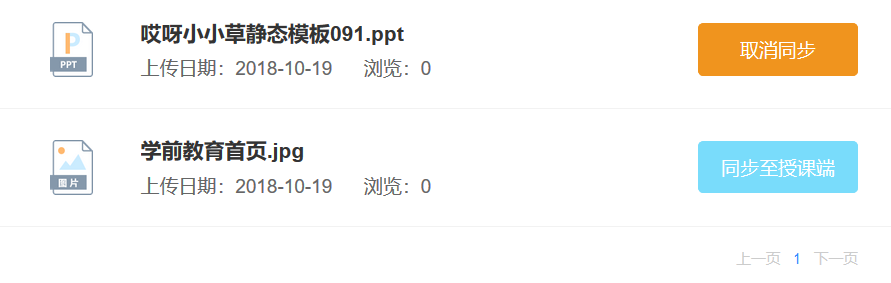 哎呀小小草静态模板091.ppt
上传日期：2018-10-19 浏览：0
取消同步
PPT
学前教育首页.jpg
上传日期：2018-10-19 浏览：0
同步至授课端
图片
上一页 1 下一页